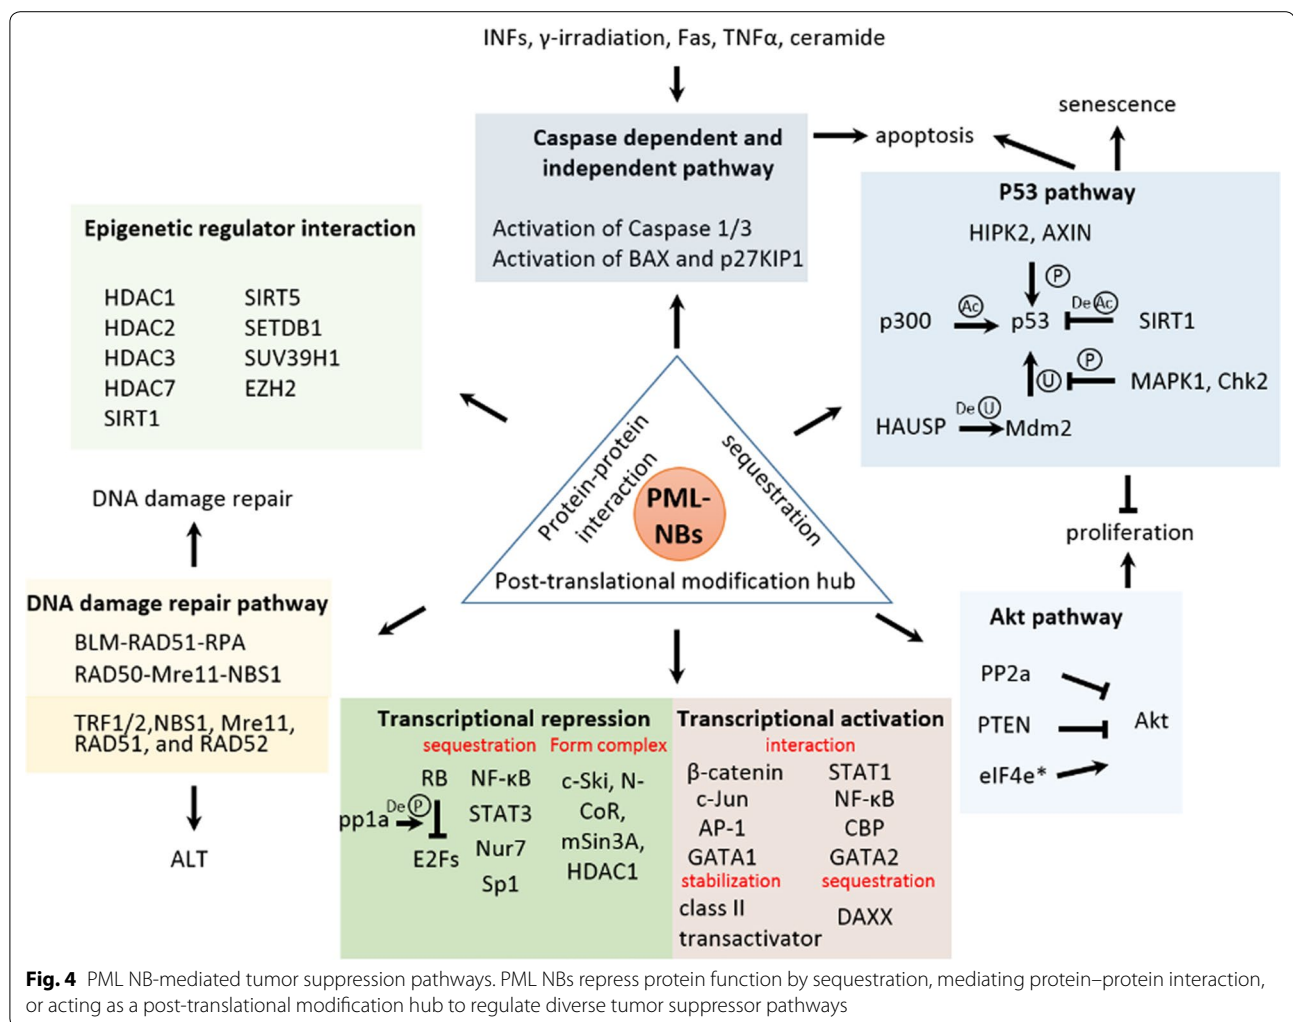 INFs, γ-irradiation, Fas, TNFα, ceramide
Caspase dependent and
independent pathway
Activation of Caspase 1/3
Activation of BAX and p27KIP1
apoptosis
senescence
P53 pathway
HIPK2, AXIN
P
p300
Ac
p53
De Ac
SIRT1
U
P
MAPK1, Chk2
HAUSP
De U
Mdm2
Epigenetic regulator interaction
HDAC1 SIRT5
HDAC2 SETDB1
HDAC3 SUV39H1
HDAC7 EZH2
SIRT1
Protein-protein
interaction
sequestration
PML-
NBs
Post-translational modification hub
DNA damage repair
DNA damage repair pathway
BLM-RAD51-RPA
RAD50-Mre11-NBS1
TRF1/2,NBS1, Mre11,
RAD51, and RAD52
ALT
proliferation
Akt pathway
PP2a
PTEN
eIF4e*
Akt
Transcriptional repression
sequestration
Form complex
RB
pp1a
De P
E2Fs
NF-κB
STAT3
Nur7
Sp1
c-Ski, N-
CoR,
mSin3A,
HDAC1
Transcriptional activation
interaction
β-catenin STAT1
c-Jun NF-κB
AP-1 CBP
GATA1 GATA2
stabilization sequestration
class II
transactivator
DAXX
Fig. 4 PML NB-mediated tumor suppression pathways. PML NBs repress protein function by sequestration, mediating protein–protein interaction,
or acting as a post-translational modification hub to regulate diverse tumor suppressor pathways